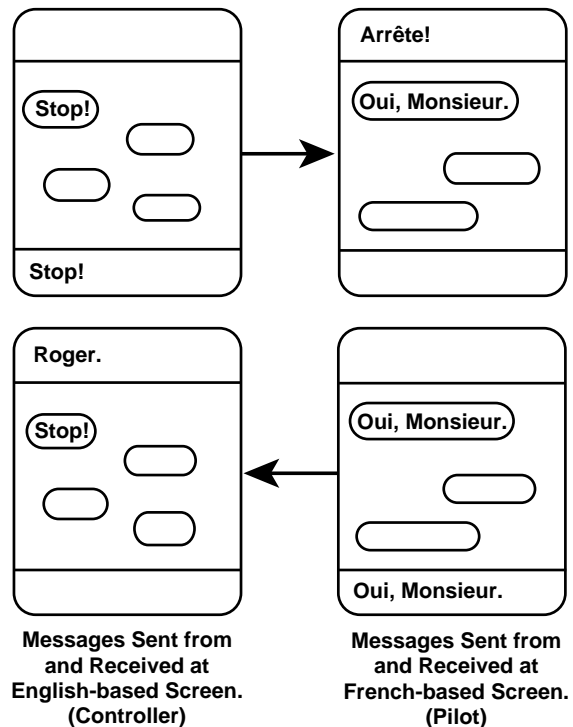 Stop!
Stop!
Arrête!
Oui, Monsieur.
Roger.
Stop!
Oui, Monsieur.
Oui, Monsieur.
Messages Sent from
and Received at
English-based Screen.
(Controller)
Messages Sent from
and Received at
French-based Screen.
(Pilot)